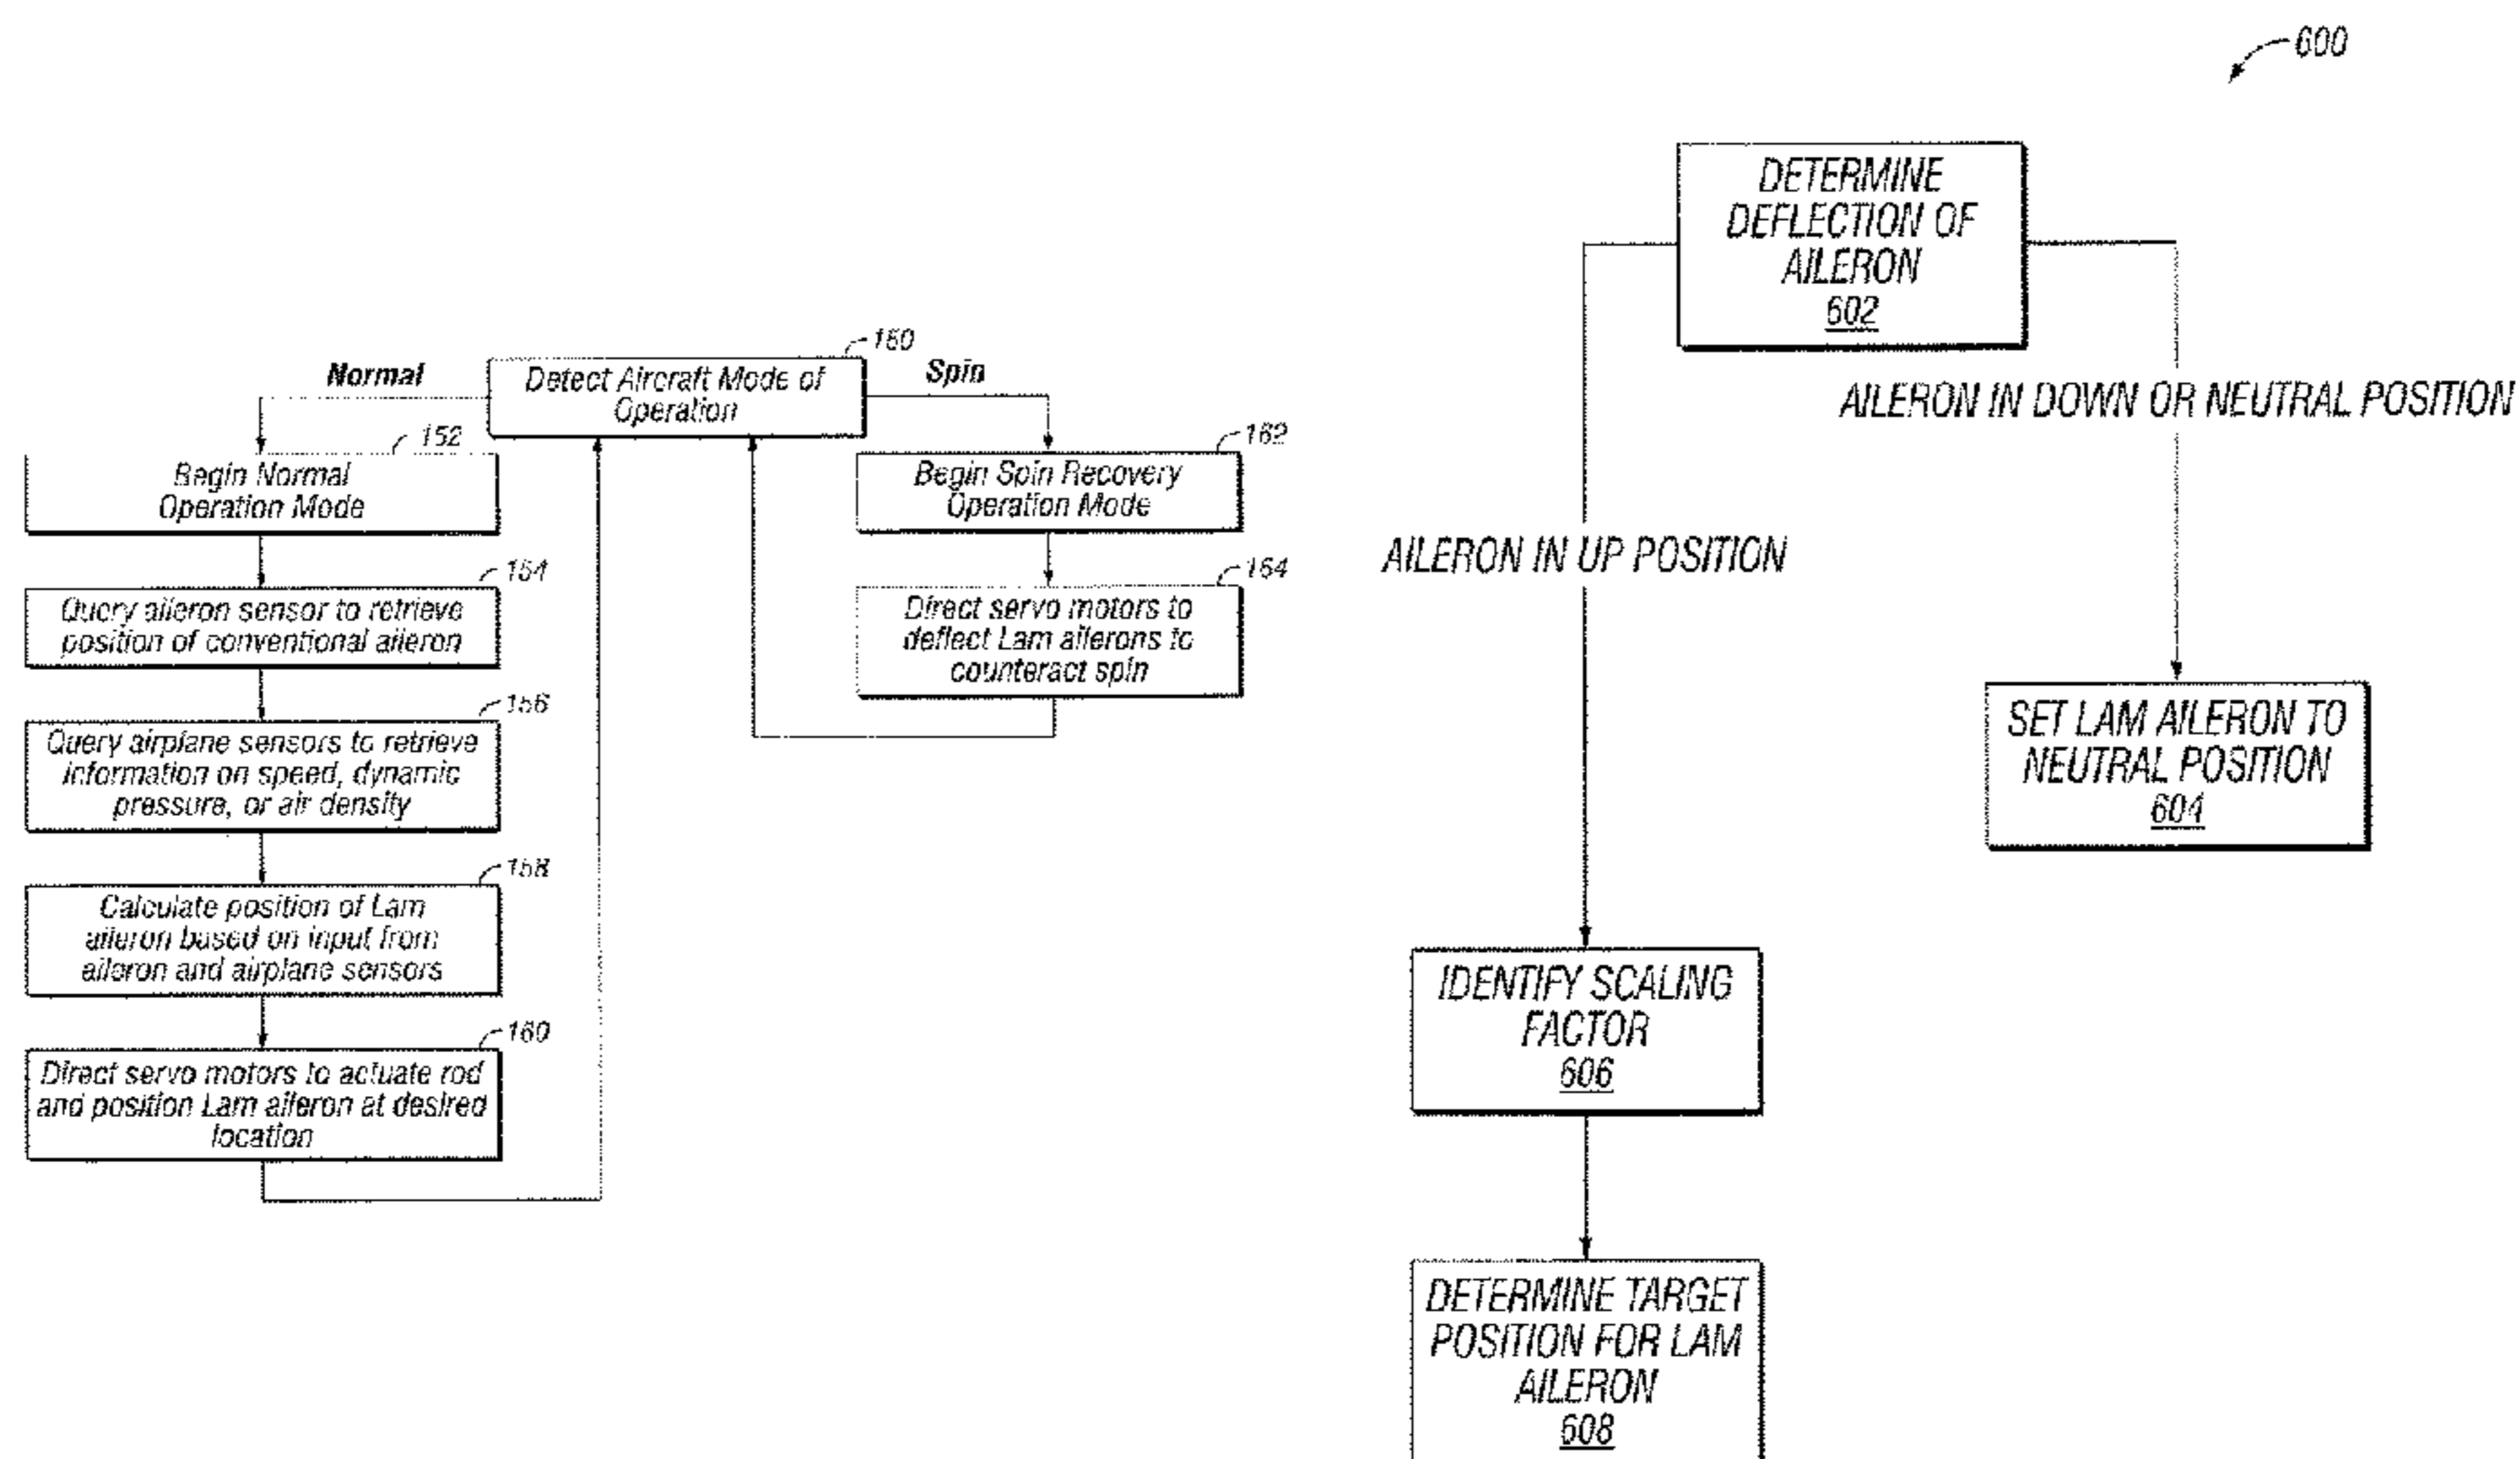 600
150
Normal
Detect Aircraft Mode of
Operation
Spin
152
Begin Normal
Operation Mode
162
Begin Spin Recovery
Operation Mode
154
Query aileron sensor to retrieve
position of conventional aileron
164
Direct servo motors to
deflect Lam ailerons to
counteract spin
156
Query airplane sensors to retrieve
information on speed, dynamic
pressure, or air density
158
Calculate position of Lam
aileron based on input from
aileron and airplane sensors
160
Direct servo motors to actuate rod
and position Lam aileron at desired
location
DETERMINE
DEFLECTION OF
AILERON
602
AILERON IN DOWN OR NEUTRAL POSITION
AILERON IN UP POSITION
SET LAM AILERON TO
NEUTRAL POSITION
604
IDENTIFY SCALING
FACTOR
606
DETERMINE TARGET
POSITION FOR LAM
AILERON
608